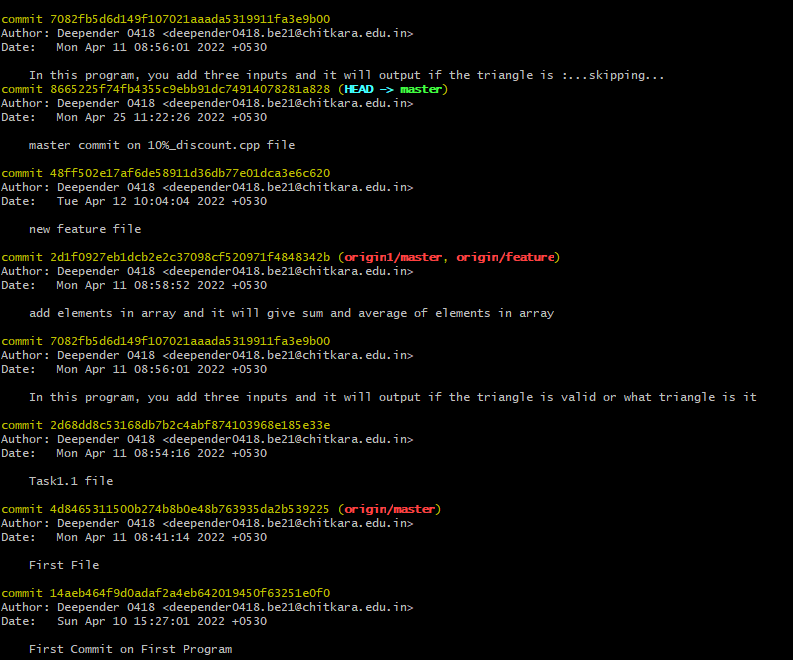 commit 7082fb5d6d149f107021aaada5319911fa3e9b00
Author: Deepender 0418 <deepender0418.be21@chitkara.edu.in>
Date:   Mon Apr 11 08:56:01 2022 +0530
In this program, you add three inputs and it will output if the triangle is :...skipping...
commit 8665225f74fb4355c9ebb91dc74914078281a828 (HEAD -> master)
Author: Deepender 0418 <deepender0418.be21@chitkara.edu.in>
Date:   Mon Apr 25 11:22:26 2022 +0530
master commit on 10%_discount.cpp file
commit 48ff502e17af6de58911d36db77e01dca3e6c620
Author: Deepender 0418 <deepender0418.be21@chitkara.edu.in>
Date:   Tue Apr 12 10:04:04 2022 +0530
new feature file
commit 2d1f0927eb1dcb2e2c37098cf520971f4848342b (origin1/master, origin/feature)
Author: Deepender 0418 <deepender0418.be21@chitkara.edu.in>
Date:   Mon Apr 11 08:58:52 2022 +0530
add elements in array and it will give sum and average of elements in array
commit 7082fb5d6d149f107021aaada5319911fa3e9b00
Author: Deepender 0418 <deepender0418.be21@chitkara.edu.in>
Date:   Mon Apr 11 08:56:01 2022 +0530
In this program, you add three inputs and it will output if the triangle is valid or what triangle is it
commit 2d68dd8c53168db7b2c4abf874103968e185e33e
Author: Deepender 0418 <deepender0418.be21@chitkara.edu.in>
Date:   Mon Apr 11 08:54:16 2022 +0530
Task1.1 file
commit 4d8465311500b274b8b0e48b763935da2b539225 (origin/master)
Author: Deepender 0418 <deepender0418.be21@chitkara.edu.in>
Date:   Mon Apr 11 08:41:14 2022 +0530
First File
commit 14aeb464f9d0adaf2a4eb642019450f63251e0f0
Author: Deepender 0418 <deepender0418.be21@chitkara.edu.in>
Date:   Sun Apr 10 15:27:01 2022 +0530
First Commit on First Program